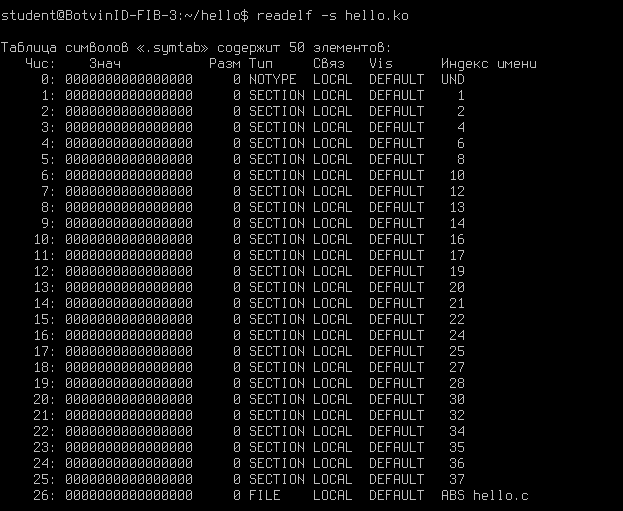 student@BotvinID-FIB-3:~/hello$ readelf -s hello.ko
Таблица символов «.symtab» содержит 50 элементов:
Чис: Знач Разм Тип Связ Vis Индекс имени
0: 0000000000000000 0 NOTYPE LOCAL DEFAULT UND
1: 0000000000000000 0 SECTION LOCAL DEFAULT 1
2: 0000000000000000 0 SECTION LOCAL DEFAULT 2
3: 0000000000000000 0 SECTION LOCAL DEFAULT 4
4: 0000000000000000 0 SECTION LOCAL DEFAULT 6
5: 0000000000000000 0 SECTION LOCAL DEFAULT 8
6: 0000000000000000 0 SECTION LOCAL DEFAULT 10
7: 0000000000000000 0 SECTION LOCAL DEFAULT 12
8: 0000000000000000 0 SECTION LOCAL DEFAULT 13
9: 0000000000000000 0 SECTION LOCAL DEFAULT 14
10: 0000000000000000 0 SECTION LOCAL DEFAULT 16
11: 0000000000000000 0 SECTION LOCAL DEFAULT 17
12: 0000000000000000 0 SECTION LOCAL DEFAULT 19
13: 0000000000000000 0 SECTION LOCAL DEFAULT 20
14: 0000000000000000 0 SECTION LOCAL DEFAULT 21
15: 0000000000000000 0 SECTION LOCAL DEFAULT 22
16: 0000000000000000 0 SECTION LOCAL DEFAULT 24
17: 0000000000000000 0 SECTION LOCAL DEFAULT 25
18: 0000000000000000 0 SECTION LOCAL DEFAULT 27
19: 0000000000000000 0 SECTION LOCAL DEFAULT 28
20: 0000000000000000 0 SECTION LOCAL DEFAULT 30
21: 0000000000000000 0 SECTION LOCAL DEFAULT 32
22: 0000000000000000 0 SECTION LOCAL DEFAULT 34
23: 0000000000000000 0 SECTION LOCAL DEFAULT 35
24: 0000000000000000 0 SECTION LOCAL DEFAULT 36
25: 0000000000000000 0 SECTION LOCAL DEFAULT 37
26: 0000000000000000 0 FILE LOCAL DEFAULT ABS hello.c